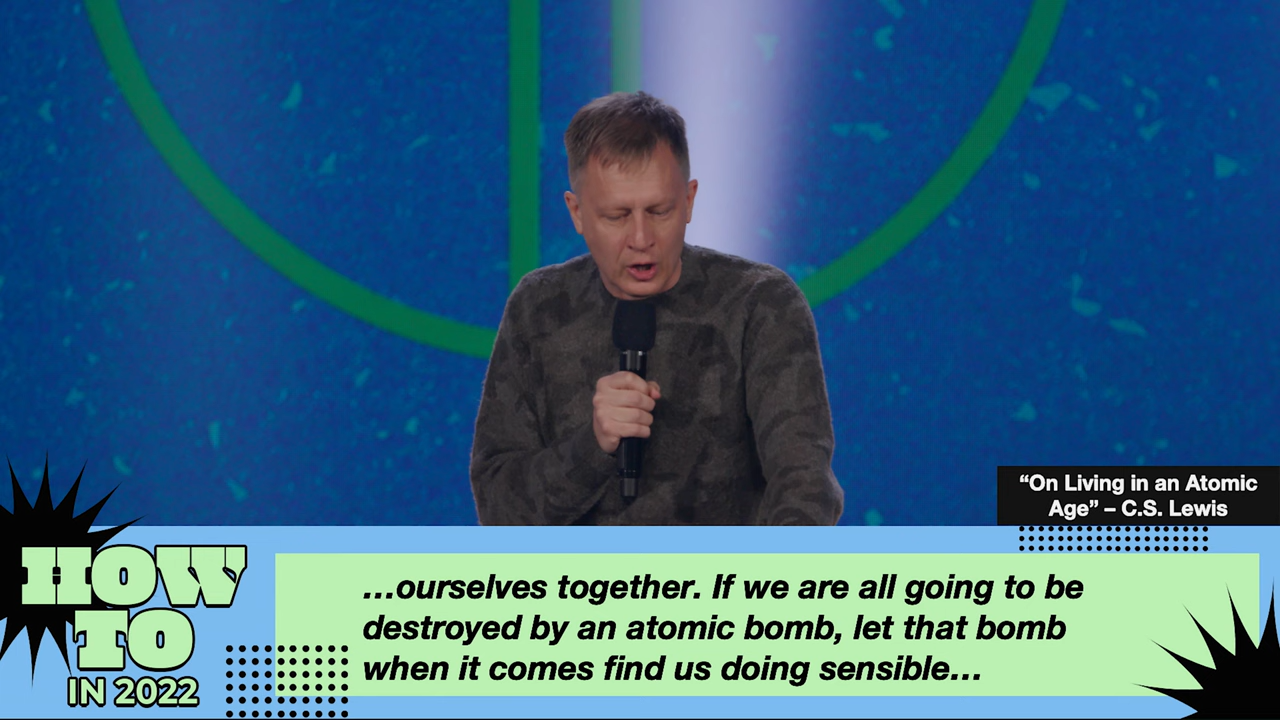 “On Living in an Atomic
Age” – C.S. Lewis
HOW
TO
IN 2022
...ourselves together. If we are all going to be
destroyed by an atomic bomb, let that bomb
when it comes find us doing sensible...